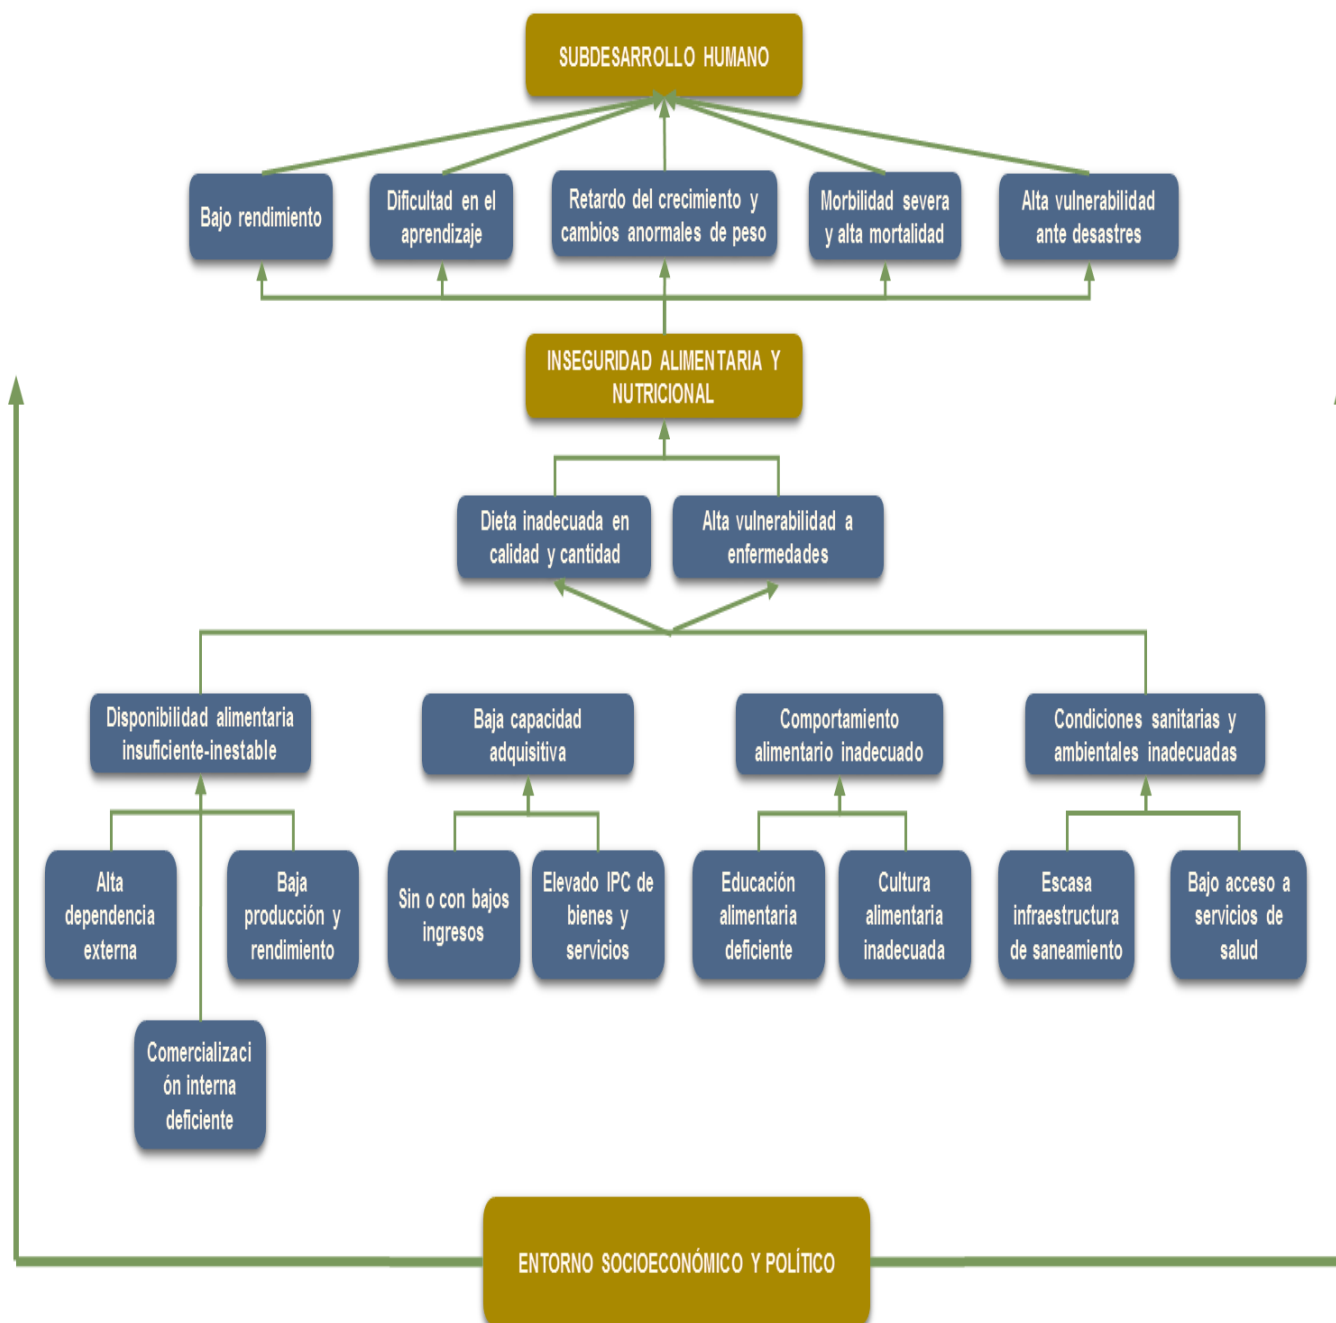 SUBDESARROLLO HUMANO
Bajo rendimiento
Dificultad en el
aprendizaje
Retardo del crecimiento y
cambios anormales de peso
Morbilidad severa
y alta mortalidad
Alta vulnerabilidad
ante desastres
INSEGURIDAD ALIMENTARIA Y
NUTRICIONAL
Dieta inadecuada en
calidad y cantidad
Alta vulnerabilidad a
enfermedades
Disponibilidad alimentaria
insuficiente-inestable
Baja capacidad
adquisitiva
Comportamiento
alimentario inadecuado
Condiciones sanitarias y
ambientales inadecuadas
Alta
dependencia
externa
Baja
producción y
rendimiento
Sin o con bajos
ingresos
Elevado IPC de
bienes y
servicios
Educación
alimentaria
deficiente
Cultura
alimentaria
inadecuada
Escasa
infraestructura
de saneamiento
Bajo acceso a
servicios de
salud
Comercializaci
ón interna
deficiente
ENTORNO SOCIOECONÓMICO Y POLÍTICO